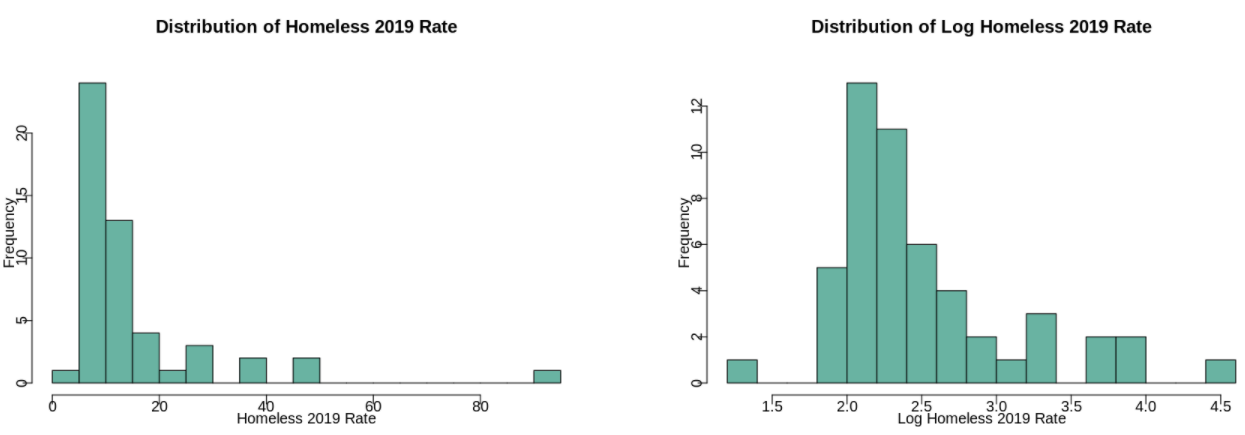 Distribution of Homeless 2019 Rate
Frequency
0
5
10
15
20
0 20 40 60 80
Homeless 2019 Rate
Distribution of Log Homeless 2019 Rate
Frequency
0
2
4
6
8
10
12
1.5 2.0 2.5 3.0 3.5 4.0 4.5
Log Homeless 2019 Rate